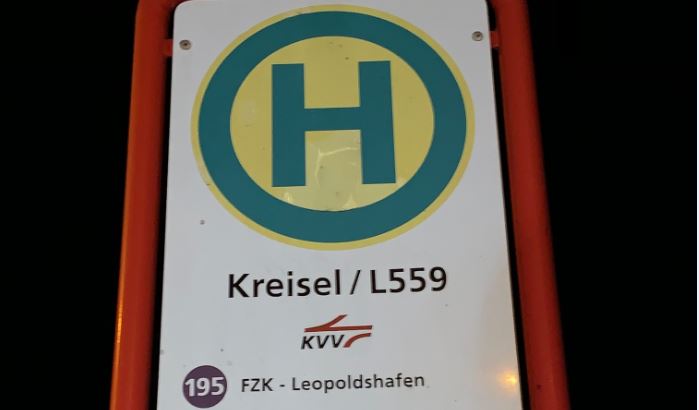 H
Kreisel / L559
KVV
195 FZK - Leopoldshafen